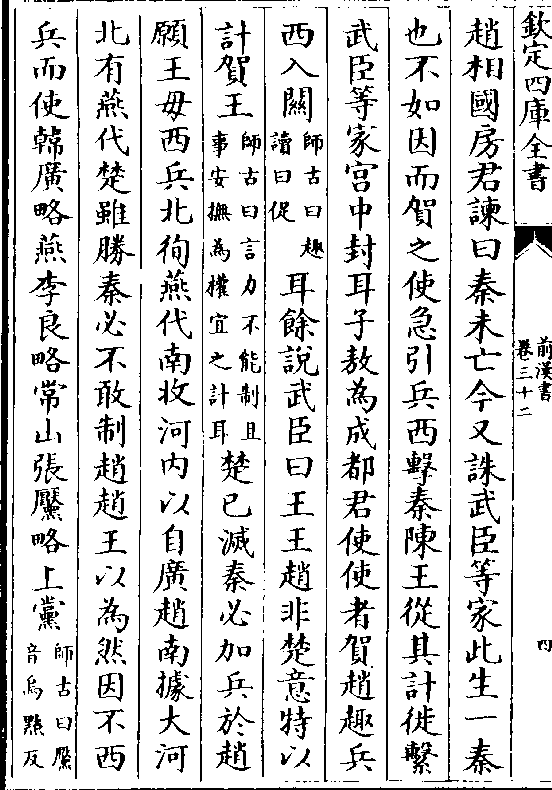 欽定四庫全書
前漢書
卷三十二
四
趙相國房君諫曰秦未亡今又誅武臣等家此生一秦
也不如因而賀之使急引兵西擊秦陳王從其計徙繫
武臣等家宫中封耳子敖為成都君使使者賀趙趣兵
西入關師古曰趣
讀曰促
耳餘說武臣曰王王趙非楚意特以
計賀王師古曰言力不能制且
事安撫為權宜之計耳
楚已滅秦必加兵於趙
願王毋西兵北徇燕代南收河内以自廣趙南據大河
北有燕代楚雖勝秦必不敢制趙趙王以為然因不西
兵而使韓廣略燕李良略常山張黶略上黨師古曰黶
音烏㸃反